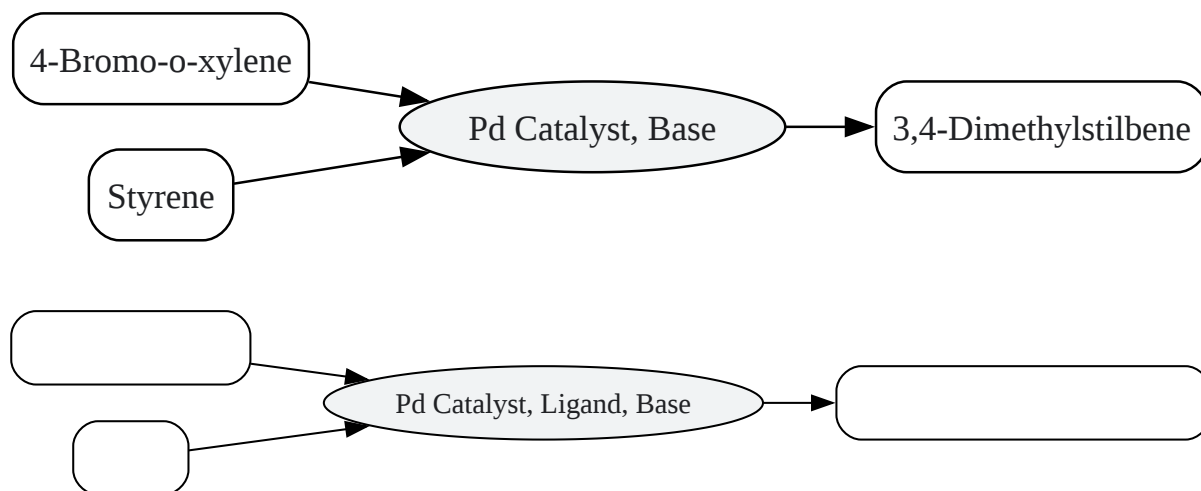 4-Bromo-o-xylene
Styrene
Pd Catalyst, Base
3,4-Dimethylstilbene
Pd Catalyst, Ligand, Base